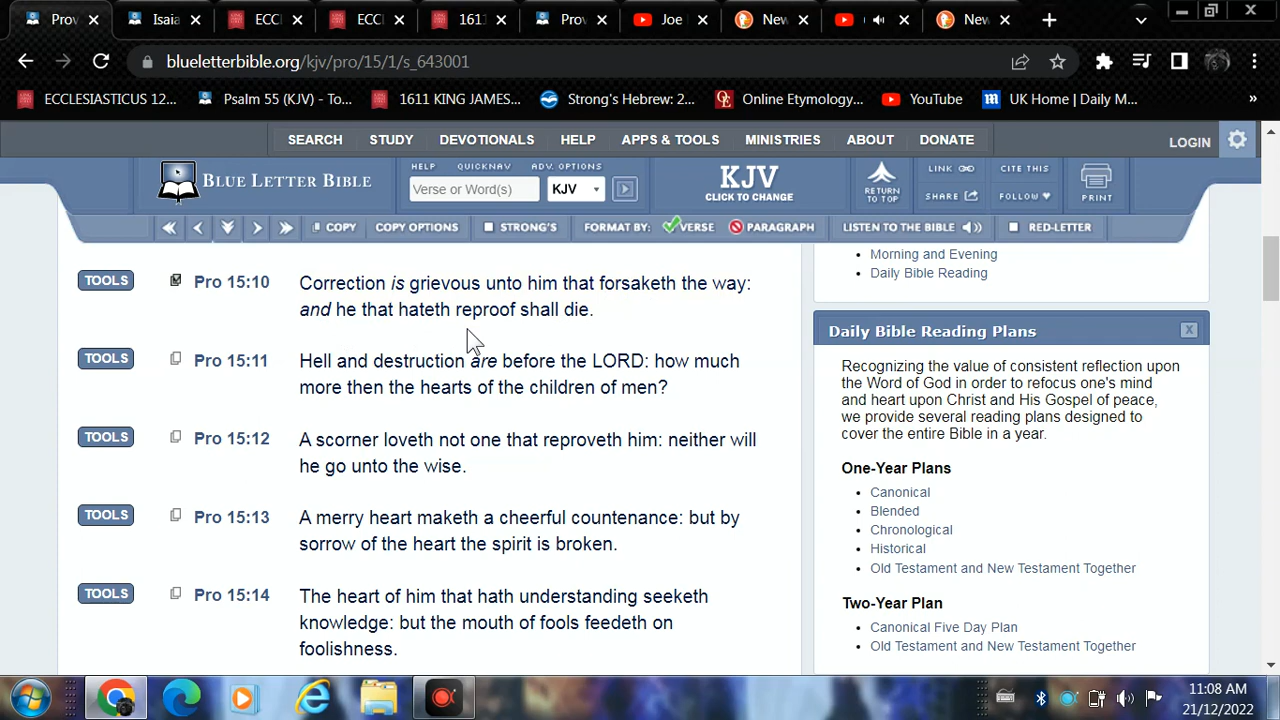 Prov
Isaia
ECCL
ECCL
1611
Prov
Joe
New
New
blueletterbible.org/kjv/pro/15/1/s_643001
ECCLESIASTICUS 12...
Psalm 55 (KJV) - To...
1611 KING JAMES...
Strong's Hebrew: 2...
Online Etymology...
YouTube
UK Home | Daily M...
»
SEARCH STUDY DEVOTIONALS HELP APPS & TOOLS MINISTRIES ABOUT DONATE
LOGIN
BLUE LETTER BIBLE
HELP QUICKNAV ADV. OPTIONS
Verse or Word(s)
KJV
KJV
CLICK TO CHANGE
RETURN
TO TOP
LINK
CITE THIS
SHARE
FOLLOW
PRINT
COPY COPY OPTIONS STRONG'S FORMAT BY: VERSE PARAGRAPH LISTEN TO THE BIBLE RED-LETTER
TOOLS Pro 15:10 Correction is grievous unto him that forsaketh the way:
and he that hateth reproof shall die.
TOOLS Pro 15:11 Hell and destruction are before the LORD: how much
more then the hearts of the children of men?
TOOLS Pro 15:12 A scorner loveth not one that reproveth him: neither will
he go unto the wise.
TOOLS Pro 15:13 A merry heart maketh a cheerful countenance: but by
sorrow of the heart the spirit is broken.
TOOLS Pro 15:14 The heart of him that hath understanding seeketh
knowledge: but the mouth of fools feedeth on
foolishness.
Morning and Evening
Daily Bible Reading
Daily Bible Reading Plans
Recognizing the value of consistent reflection upon
the Word of God in order to refocus one's mind
and heart upon Christ and His Gospel of peace,
we provide several reading plans designed to
cover the entire Bible in a year.
One-Year Plans
Canonical
Blended
Chronological
Historical
Old Testament and New Testament Together
Two-Year Plan
Canonical Five Day Plan
Old Testament and New Testament Together
11:08 AM
21/12/2022